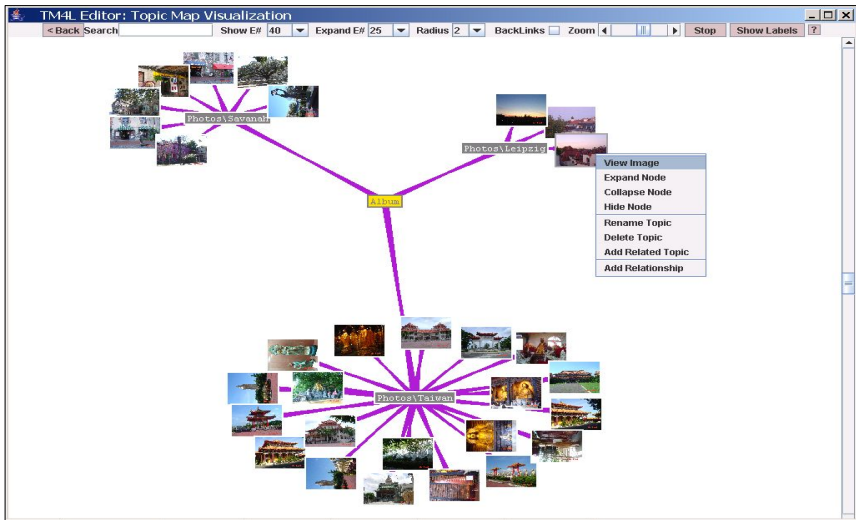 TM4L Editor: Topic Map Visualization
< Back Search Show E# 40 Expand E# 25 Radius 2 BackLinks Zoom Stop Show Labels ?
Photos\Savanah
Photos\Leipzig
View Image
Expand Node
Collapse Node
Hide Node
Rename Topic
Delete Topic
Add Related Topic
Add Relationship
Album
Photos\Taiwan